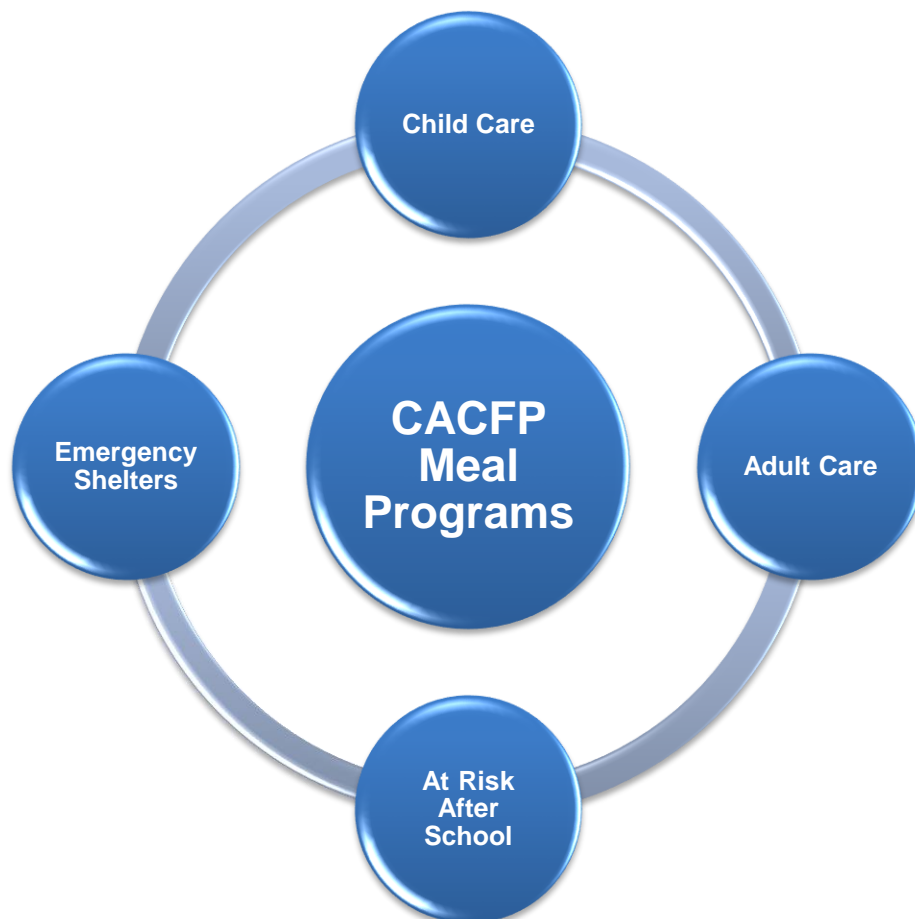 Child Care
Emergency
Shelters
CACFP
Meal
Programs
Adult Care
At Risk
After
School